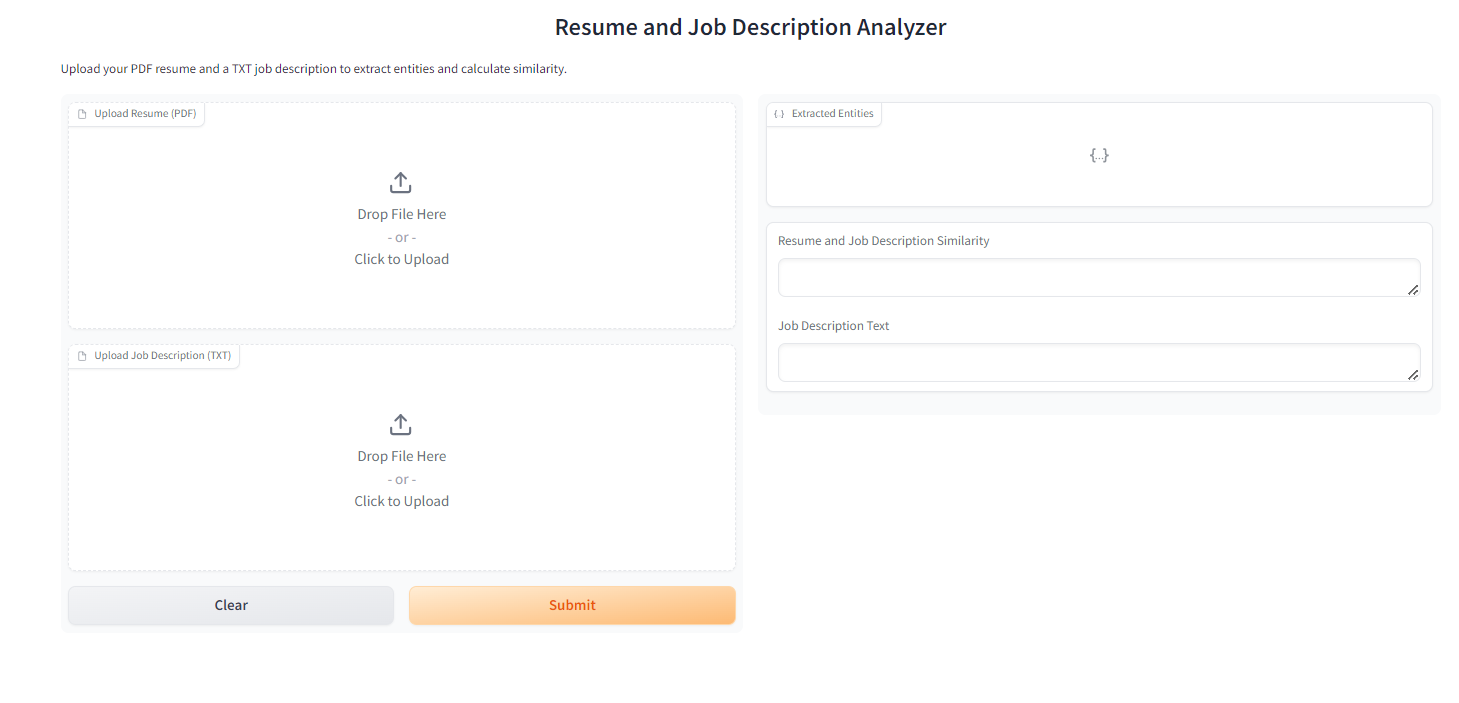 Resume and Job Description Analyzer
Upload your PDF resume and a TXT job description to extract entities and calculate similarity.
Upload Resume (PDF)
Drop File Here
- or -
Click to Upload
Upload Job Description (TXT)
Drop File Here
- or -
Click to Upload
Clear
Submit
{.} Extracted Entities
{...}
Resume and Job Description Similarity
Job Description Text